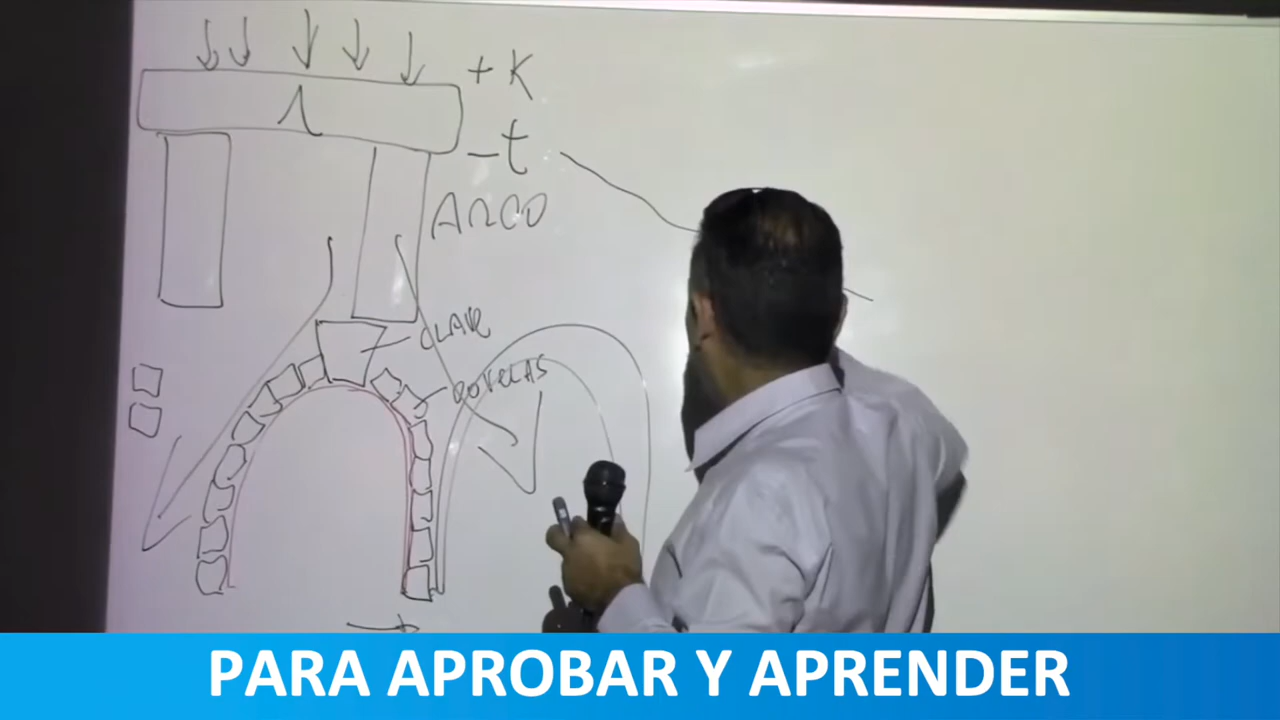 + K
- t
ARCO
CLAVE
DOVELAS
PARA APROBAR Y APRENDER